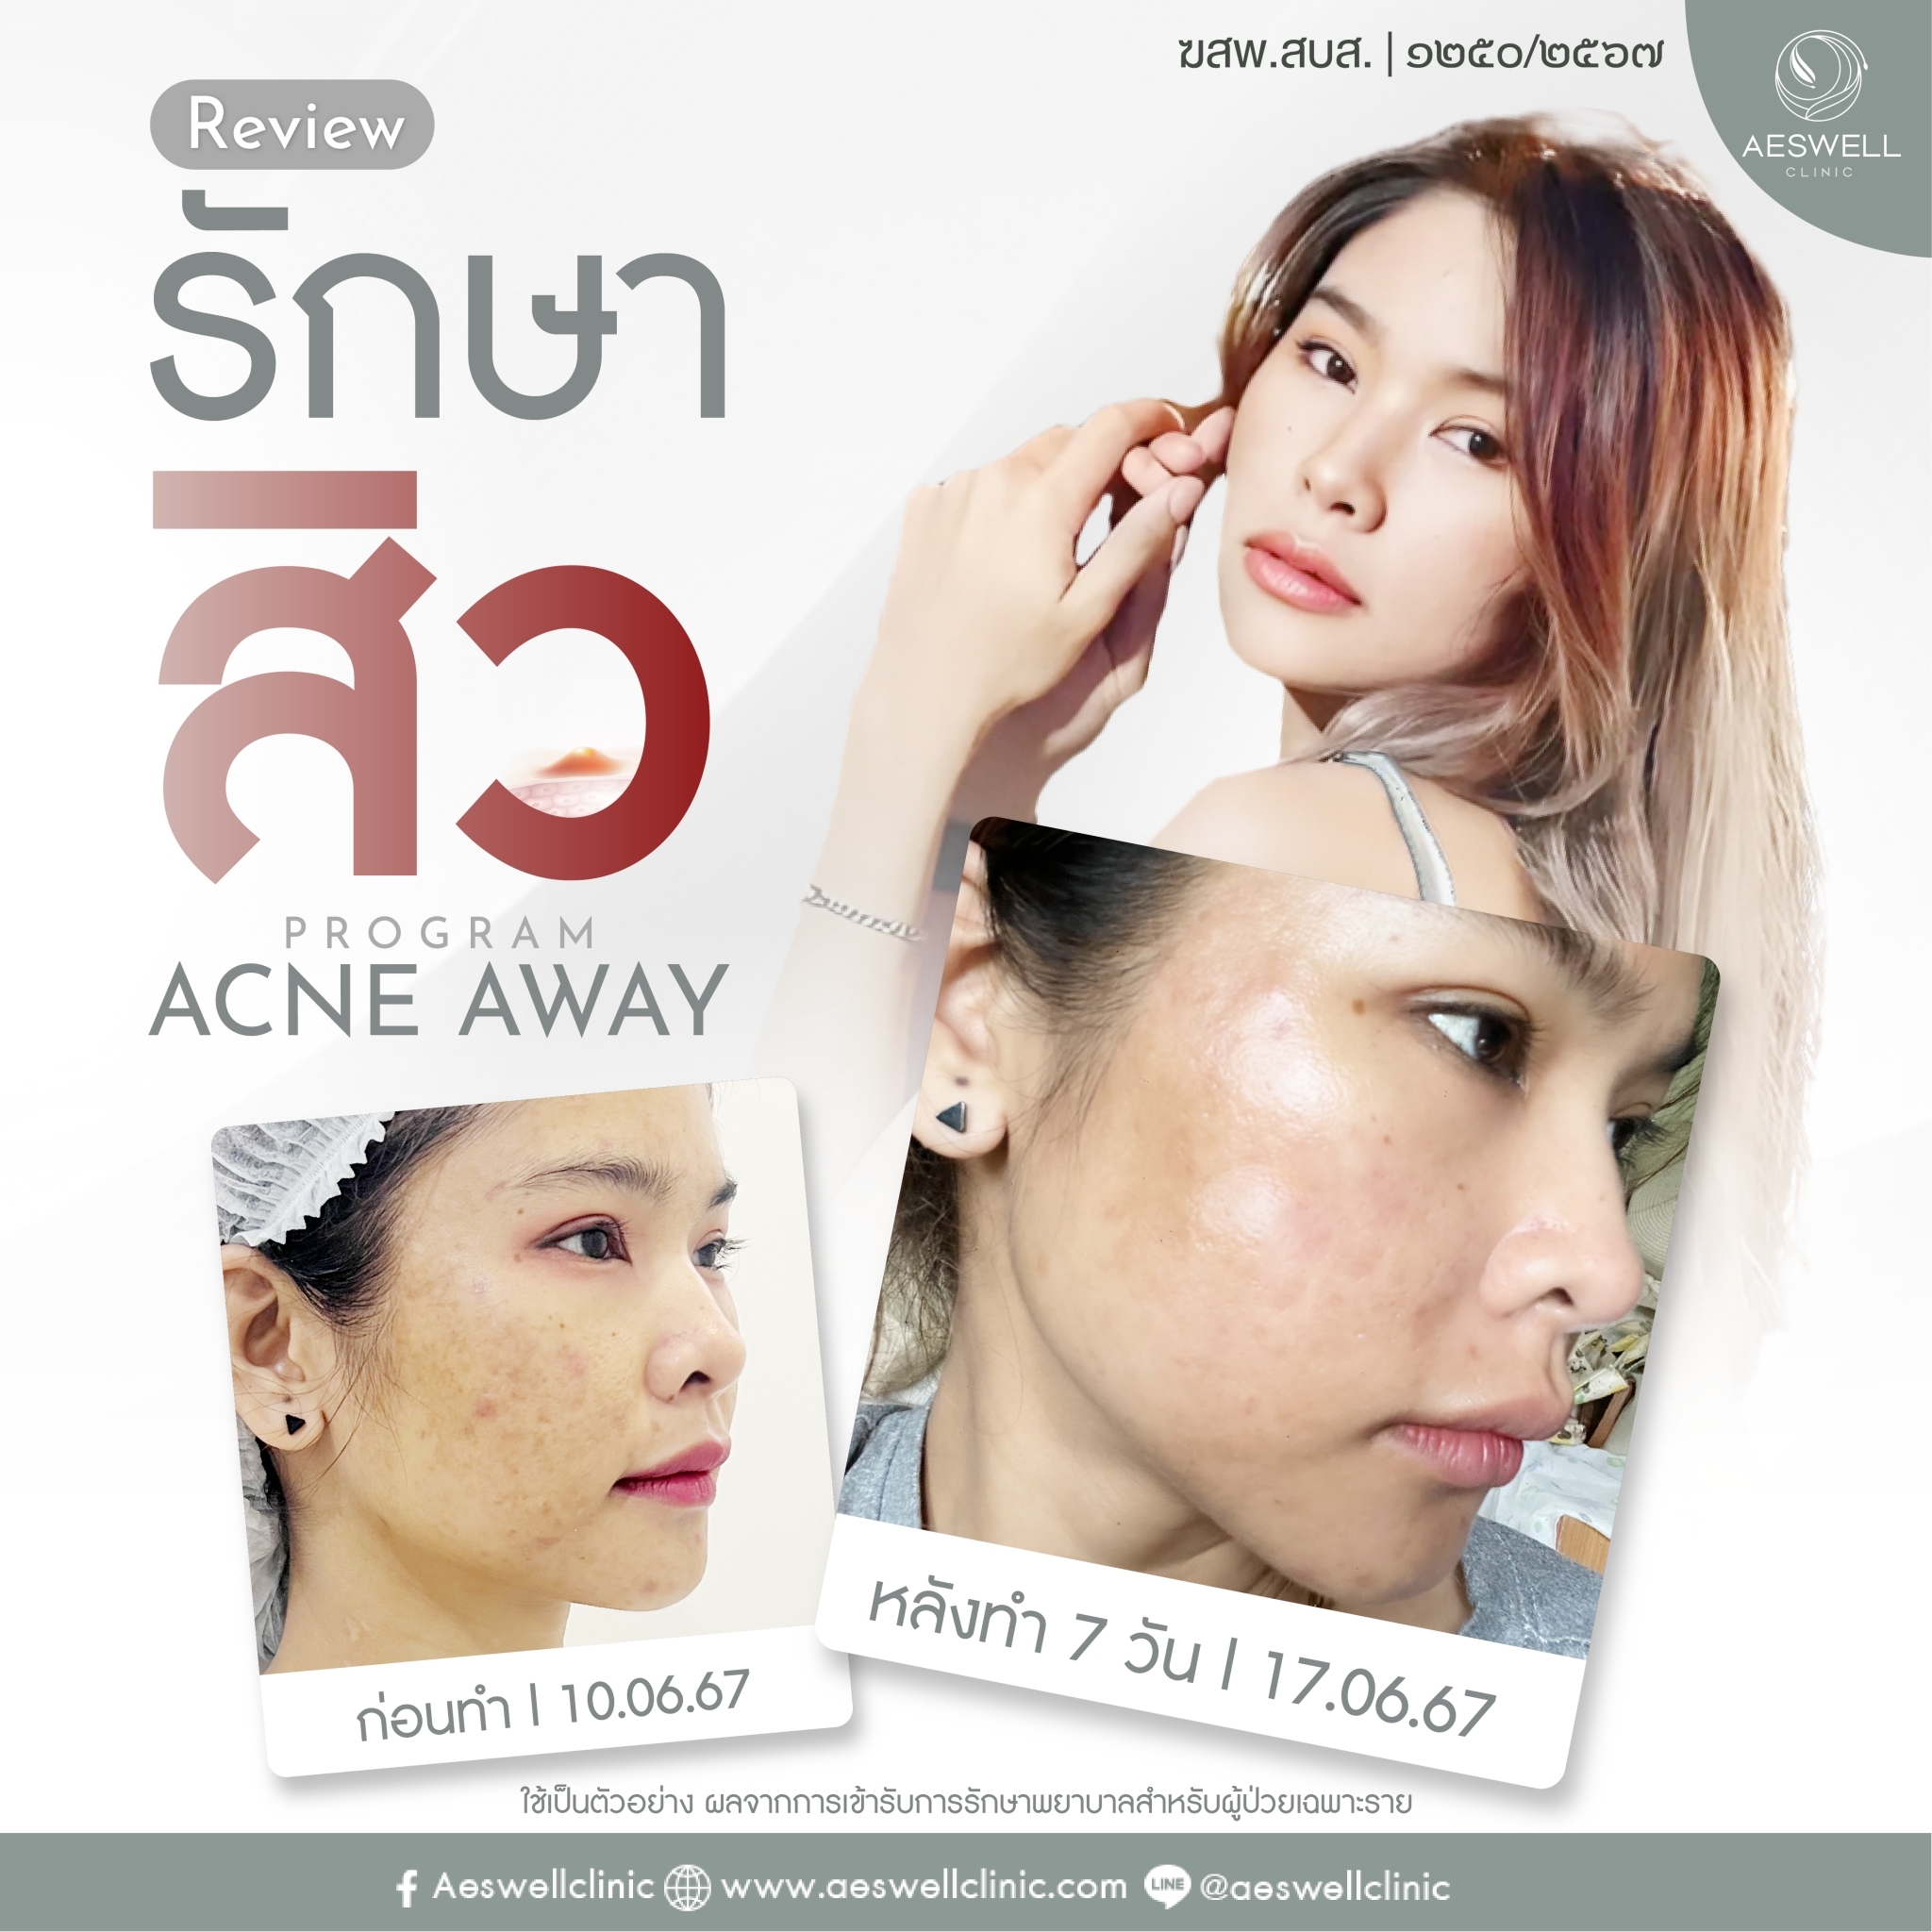 ฆสพ.สบส. | ๑๒๕๐/๒๕๖๗
AESWELL
CLINIC
Review
รักษา
สิว
PROGRAM
ACNE AWAY
ก่อนทำ | 10.06.67
หลังทำ 7 วัน | 17.06.67
ใช้เป็นตัวอย่าง ผลจากการเข้ารับการรักษาพยาบาลสำหรับผู้ป่วยเฉพาะราย
Aeswellclinic www.aeswellclinic.com LINE @aeswellclinic